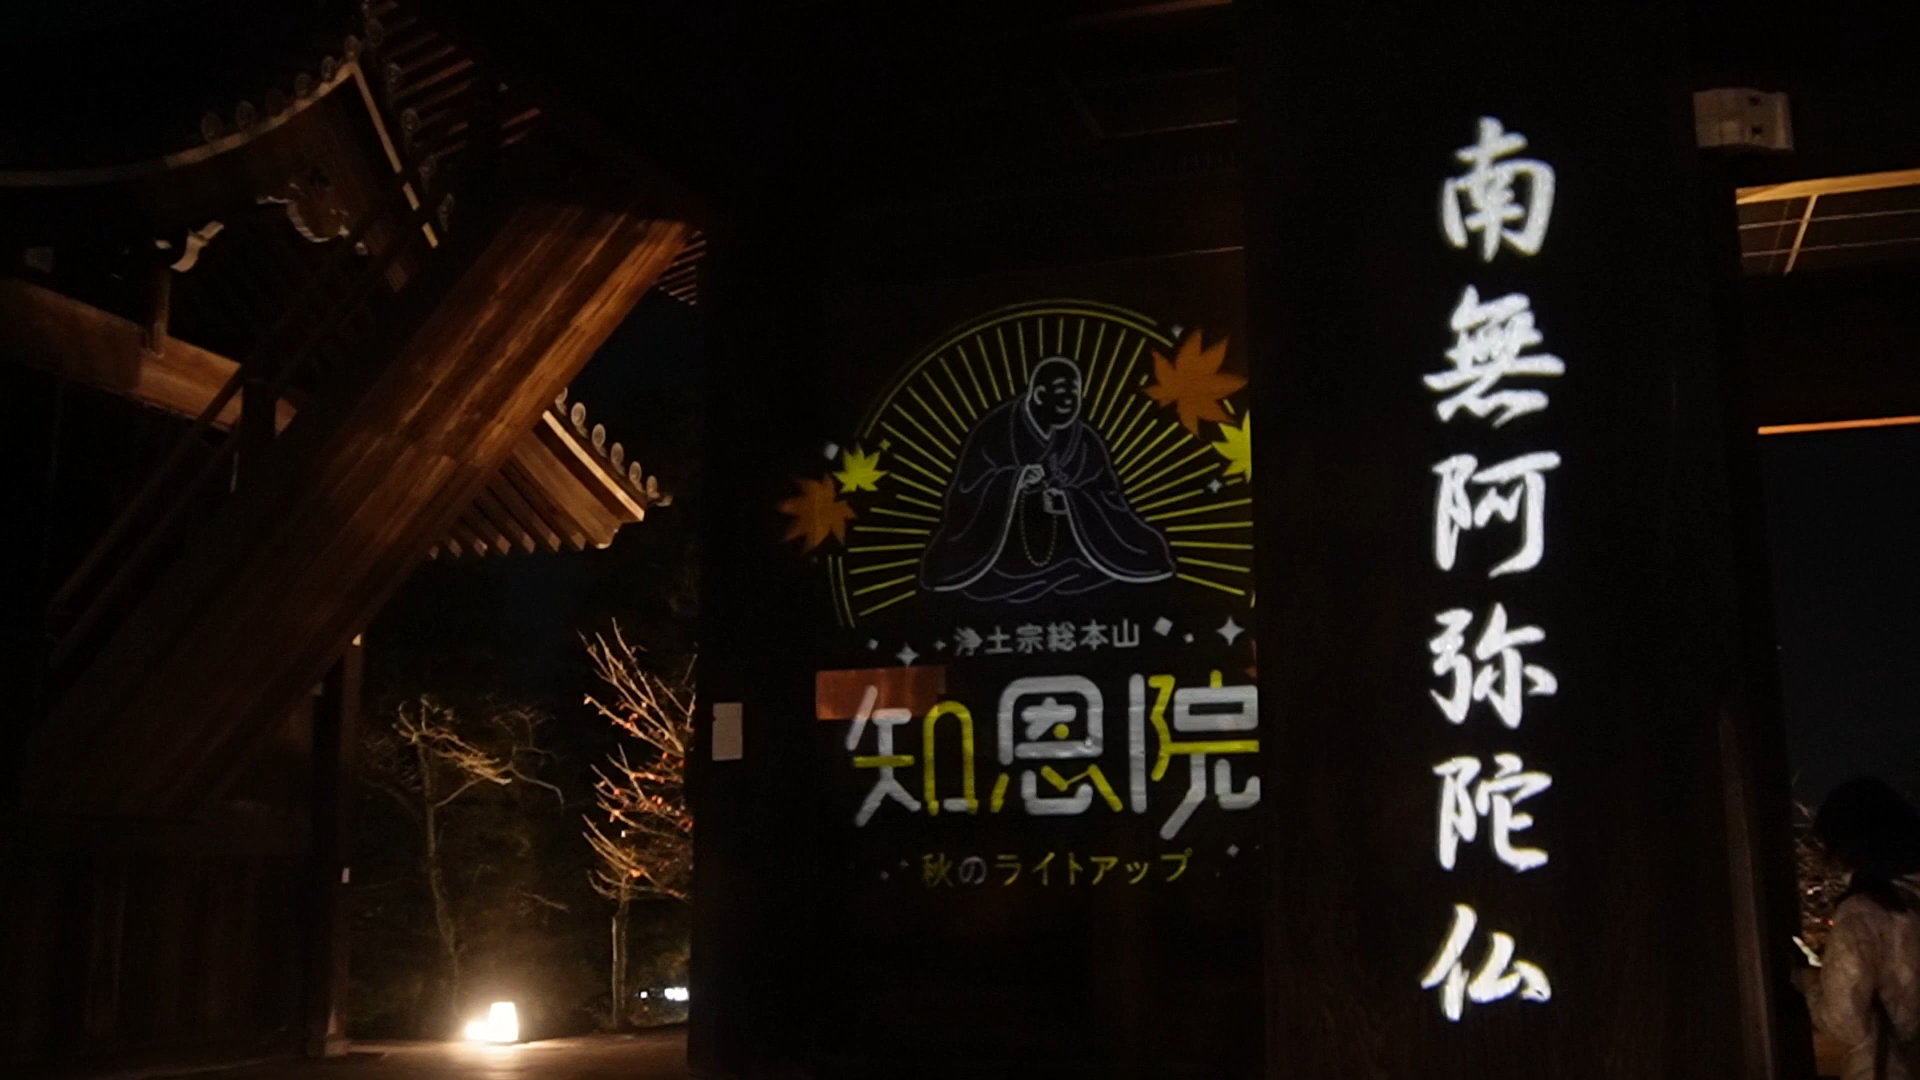 浄土宗総本山
知恩院
秋のライトアップ
南無阿弥陀仏